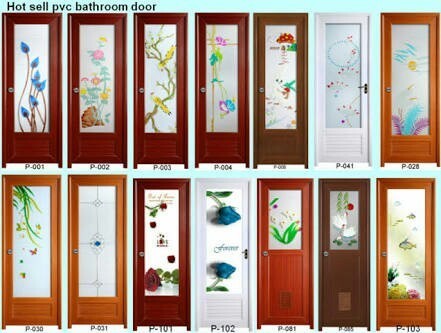 Hot sell pvc bathroom door
P-001 P-002 P-003 P-004 P-006 P-041 P-028
LOVE
Forever
P-030 P-031 P-101 P-102 P-081 P-085 P-103